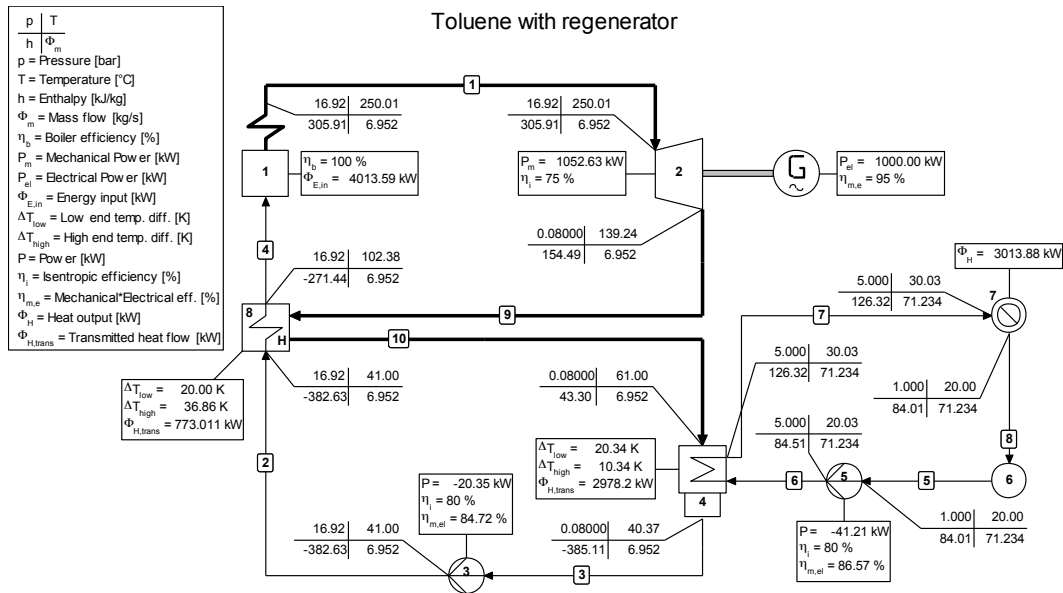 Toluene with regenerator
p T
h Φm
p = Pressure [bar]
T = Temperature [°C]
h = Enthalpy [kJ/kg]
Φm = Mass flow [kg/s]
ηb = Boiler efficiency [%]
Pm = Mechanical Power [kW]
Pel = Electrical Power [kW]
ΦE,in = Energy input [kW]
ΔTlow = Low end temp. diff. [K]
ΔThigh = High end temp. diff. [K]
P = Power [kW]
ηi = Isentropic efficiency [%]
ηm,e = Mechanical*Electrical eff. [%]
ΦH = Heat output [kW]
ΦH,trans = Transmitted heat flow [kW]
1
16.92 250.01
305.91 6.952
16.92 250.01
305.91 6.952
1
ηb = 100 %
ΦE,in = 4013.59 kW
Pm = 1052.63 kW
ηi = 75 %
2
G
~
Pel = 1000.00 kW
ηm,e = 95 %
4
16.92 102.38
-271.44 6.952
0.08000 139.24
154.49 6.952
ΦH = 3013.88 kW
5.000 30.03
126.32 71.234
7
8
H
9
10
7
16.92 41.00
-382.63 6.952
ΔTlow = 20.00 K
ΔThigh = 36.86 K
ΦH,trans = 773.011 kW
0.08000 61.00
43.30 6.952
5.000 30.03
126.32 71.234
1.000 20.00
84.01 71.234
5.000 20.03
84.51 71.234
8
2
ΔTlow = 20.34 K
ΔThigh = 10.34 K
ΦH,trans = 2978.2 kW
4
6
5
5
6
P = -20.35 kW
ηi = 80 %
ηm,el = 84.72 %
16.92 41.00
-382.63 6.952
0.08000 40.37
-385.11 6.952
P = -41.21 kW
ηi = 80 %
ηm,el = 86.57 %
1.000 20.00
84.01 71.234
3
3